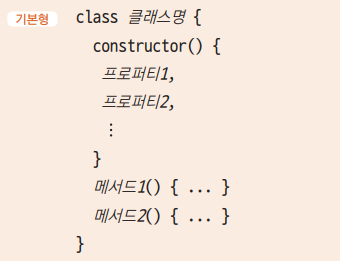 기본형
class 클래스명 {
constructor() {
프로퍼티1,
프로퍼티2,
⋮
}
메서드1() { ... }
메서드2() { ... }
}